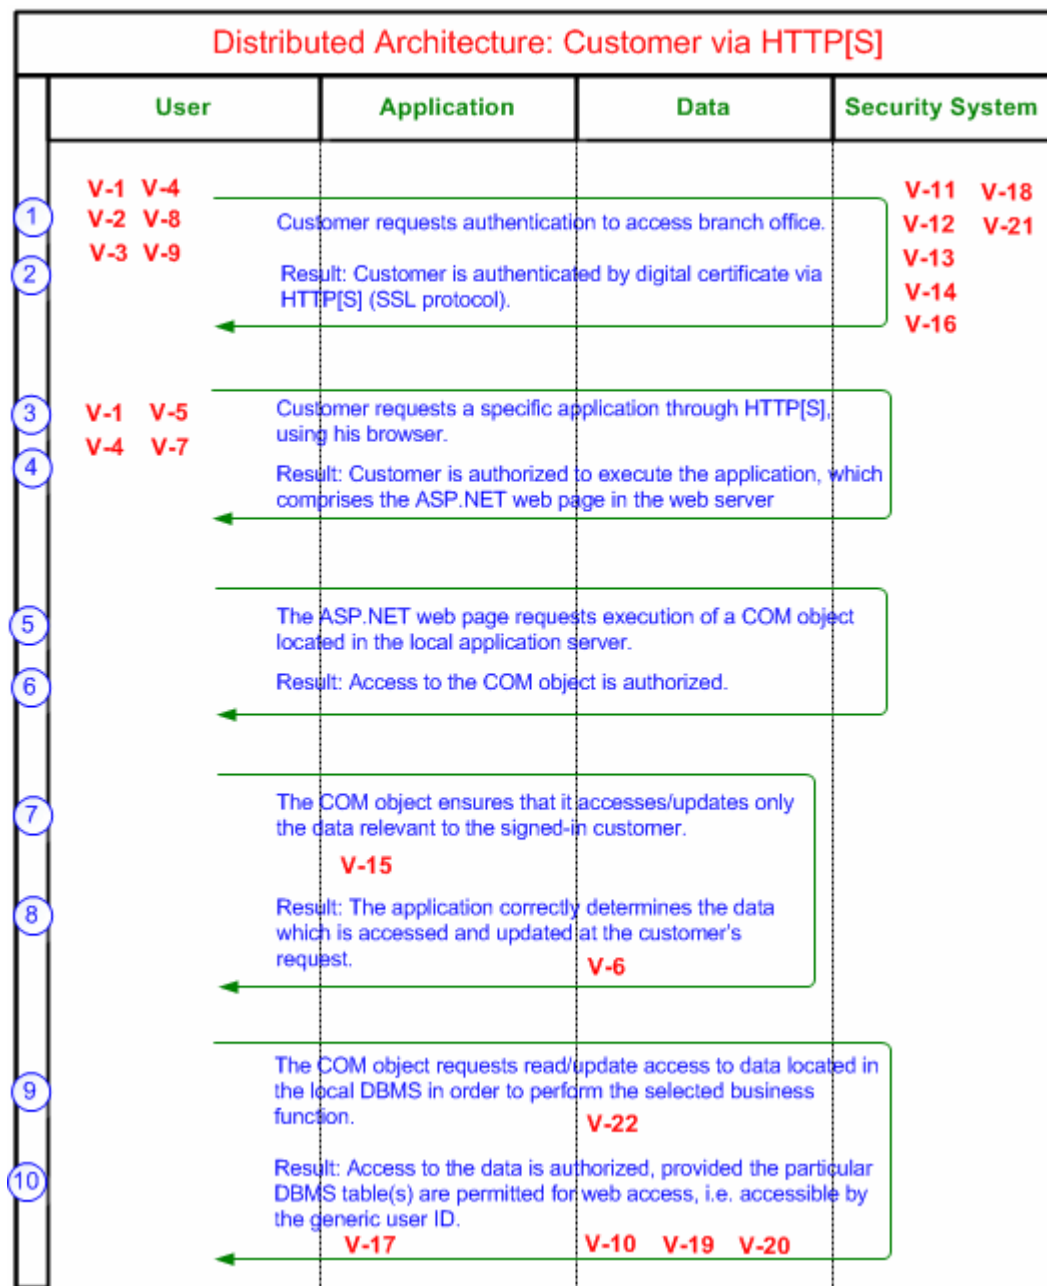 Distributed Architecture: Customer via HTTP[S]
User Application Data Security System
V-1 V-4 V-11 V-18
1 V-2 V-8 Customer requests authentication to access branch office. V-12 V-21
V-3 V-9 V-13
2 Result: Customer is authenticated by digital certificate via
HTTP[S] (SSL protocol). V-14
V-16
3 V-1 V-5 Customer requests a specific application through HTTP[S],
using his browser.
V-4 V-7
4 Result: Customer is authorized to execute the application, which
comprises the ASP.NET web page in the web server
5 The ASP.NET web page requests execution of a COM object
located in the local application server.
6 Result: Access to the COM object is authorized.
7 The COM object ensures that it accesses/updates only
the data relevant to the signed-in customer.
V-15
8 Result: The application correctly determines the data
which is accessed and updated at the customer's
request.
V-6
The COM object requests read/update access to data located in
9 the local DBMS in order to perform the selected business
function.
V-22
Result: Access to the data is authorized, provided the particular
10 DBMS table(s) are permitted for web access, i.e. accessible by
the generic user ID.
V-17 V-10 V-19 V-20